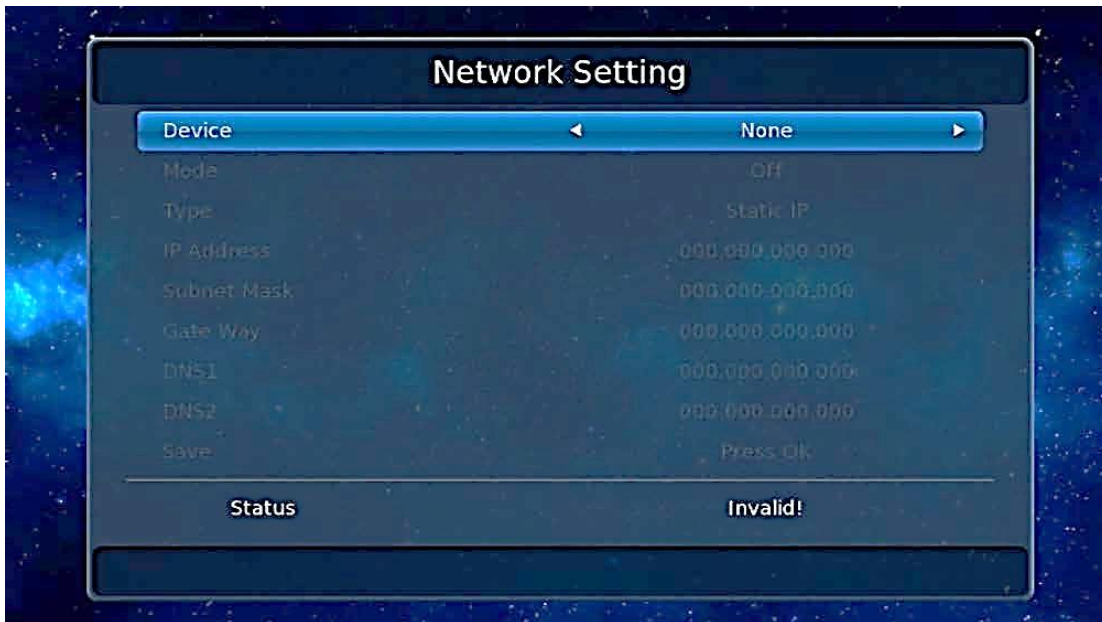 Network Setting
Device None
Mode Off
Type Static IP
IP Address 000.000.000.000
Subnet Mask 000.000.000.000
Gate Way 000.000.000.000
DNS1 000.000.000.000
DNS2 000.000.000.000
Save Press Ok
Status Invalid!